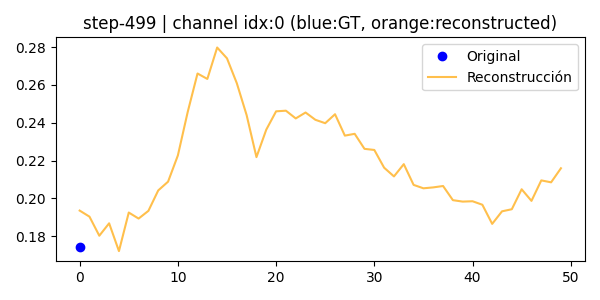 step-499 | channel idx:0 (blue:GT, orange:reconstructed)
Original
Reconstrucción
0.28
0.26
0.24
0.22
0.20
0.18
0 10 20 30 40 50